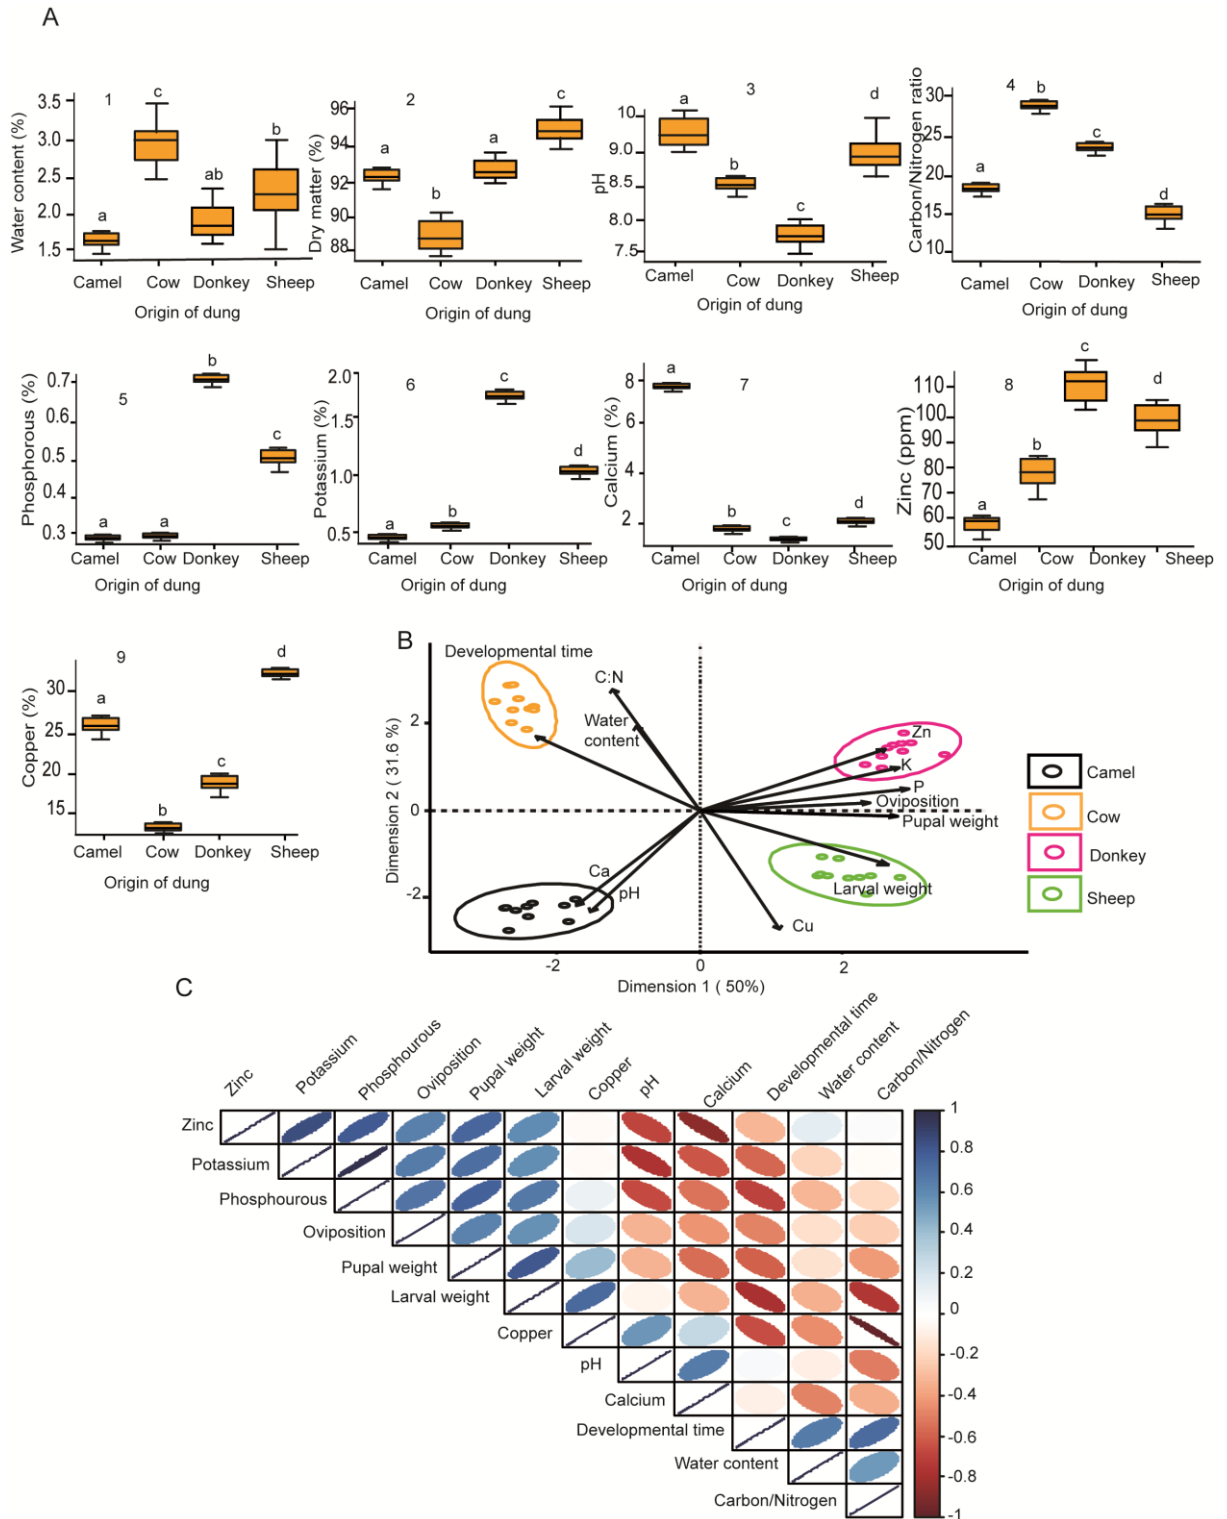 A
1
Water content (%)
3.5
3.0
2.5
2.0
1.5
a
c
ab
b
Camel Cow Donkey Sheep
Origin of dung
2
Dry matter (%)
96
94
92
90
88
a
b
a
c
Camel Cow Donkey Sheep
Origin of dung
3
pH
10
9.0
8.5
8.0
7.5
a
b
c
d
Camel Cow Donkey Sheep
Origin of dung
4
Carbon/Nitrogen ratio
30
25
20
15
10
a
b
c
d
Camel Cow Donkey Sheep
Origin of dung
5
Phosphorous (%)
0.7
0.6
0.5
0.4
0.3
a
a
b
c
Camel Cow Donkey Sheep
Origin of dung
6
Potassium (%)
2.0
1.5
1.0
0.5
a
b
c
d
Camel Cow Donkey Sheep
Origin of dung
7
Calcium (%)
8
6
4
2
a
b
c
d
Camel Cow Donkey Sheep
Origin of dung
8
Zinc (ppm)
110
100
90
80
70
60
50
a
b
c
d
Camel Cow Donkey Sheep
Origin of dung
9
Copper (%)
30
25
20
15
a
b
c
d
Camel Cow Donkey Sheep
Origin of dung
B
Developmental time
C:N
Water
content
Zn
K
P
Oviposition
Pupal weight
Larval weight
Ca
pH
Cu
Dimension 2 ( 31.6 %)
2
0
-2
-2 0 2
Dimension 1 ( 50%)
Camel
Cow
Donkey
Sheep
C
Zinc
Potassium
Phosphourous
Oviposition
Pupal weight
Larval weight
Copper
pH
Calcium
Developmental time
Water content
Carbon/Nitrogen
Zinc
Potassium
Phosphourous
Oviposition
Pupal weight
Larval weight
Copper
pH
Calcium
Developmental time
Water content
Carbon/Nitrogen
1
0.8
0.6
0.4
0.2
0
-0.2
-0.4
-0.6
-0.8
-1